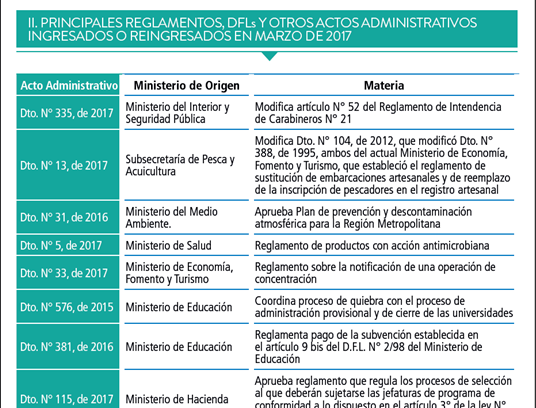 II. PRINCIPALES REGLAMENTOS, DFLs Y OTROS ACTOS ADMINISTRATIVOS
INGRESADOS O REINGRESADOS EN MARZO DE 2017
Acto Administrativo Ministerio de Origen Materia
Dto. N° 335, de 2017 Ministerio del Interior y Seguridad Pública Modifica artículo N° 52 del Reglamento de Intendencia
de Carabineros N° 21
Dto. N° 13, de 2017 Subsecretaría de Pesca y Acuicultura Modifica Dto. N° 104, de 2012, que modificó Dto. N°
388, de 1995, ambos del actual Ministerio de Economía,
Fomento y Turismo, que estableció el reglamento de
sustitución de embarcaciones artesanales y de reemplazo
de la inscripción de pescadores en el registro artesanal
Dto. N° 31, de 2016 Ministerio del Medio Ambiente. Aprueba Plan de prevención y descontaminación
atmosférica para la Región Metropolitana
Dto. N° 5, de 2017 Ministerio de Salud Reglamento de productos con acción antimicrobiana
Dto. N° 33, de 2017 Ministerio de Economía, Fomento y Turismo Reglamento sobre la notificación de una operación de
concentración
Dto. N° 576, de 2015 Ministerio de Educación Coordina proceso de quiebra con el proceso de
administración provisional y de cierre de las universidades
Dto. N° 381, de 2016 Ministerio de Educación Reglamenta pago de la subvención establecida en
el artículo 9 bis del D.F.L. N° 2/98 del Ministerio de
Educación
Dto. N° 115, de 2017 Ministerio de Hacienda Aprueba reglamento que regula los procesos de selección
al que deberán sujetarse las jefaturas de programa de
conformidad a lo dispuesto en el artículo 3° de la ley N°